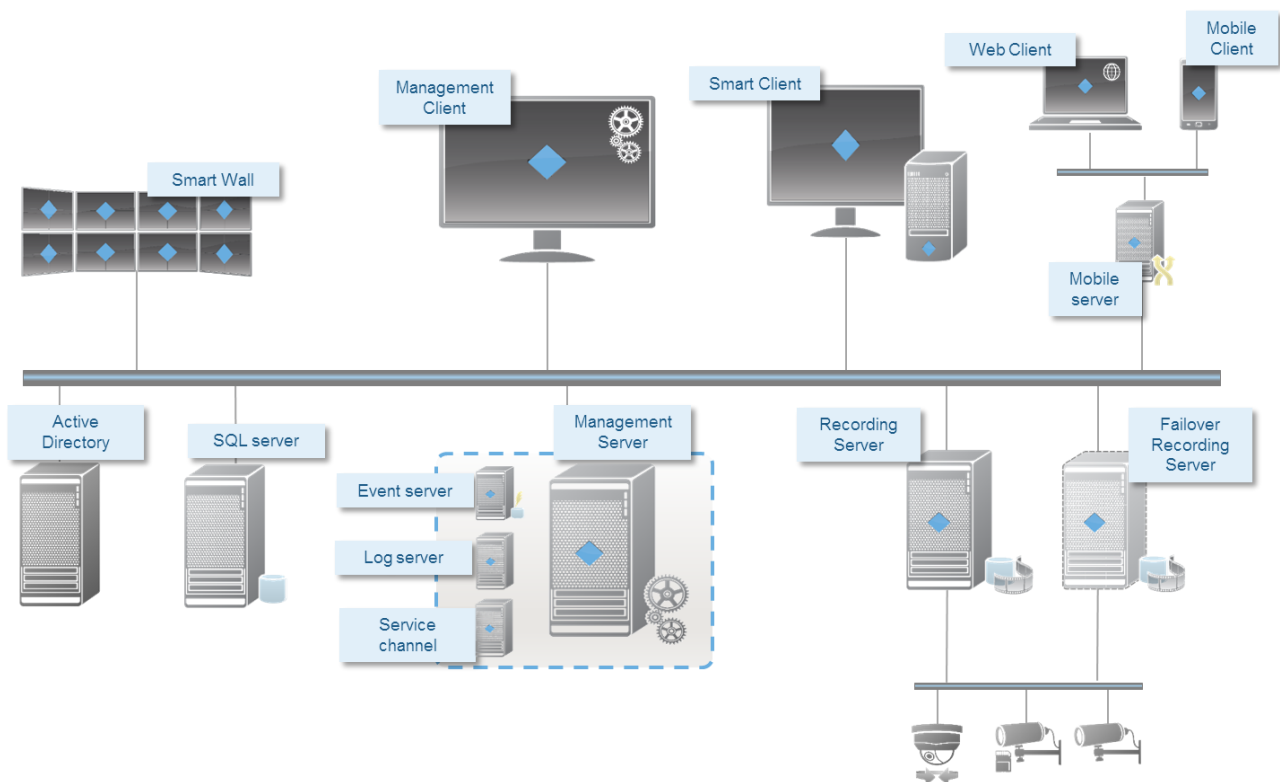 Web Client
Mobile
Client
Management
Client
Smart Client
Smart Wall
Mobile
server
Active
Directory
SQL server
Management
Server
Recording
Server
Failover
Recording
Server
Event server
Log server
Service
channel